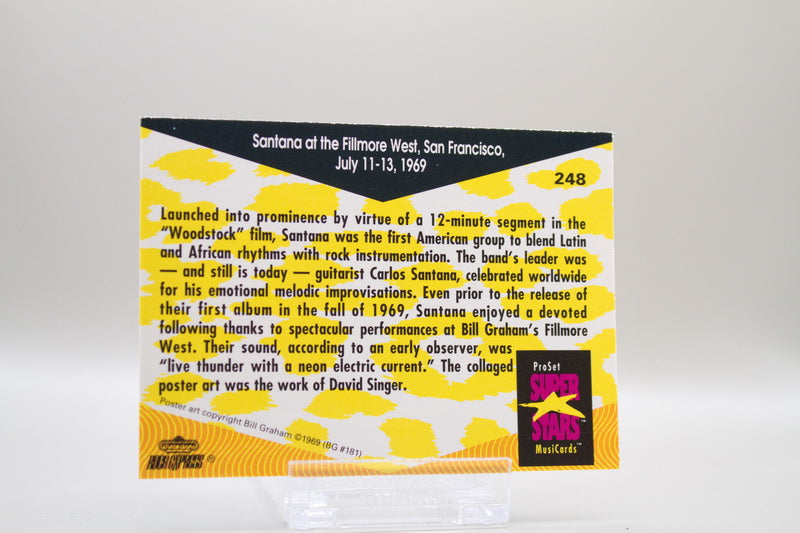 Santana at the Fillmore West, San Francisco,
July 11-13, 1969
248
Launched into prominence by virtue of a 12-minute segment in the
“Woodstock” film, Santana was the first American group to blend Latin
and African rhythms with rock instrumentation. The band’s leader was
— and still is today — guitarist Carlos Santana, celebrated worldwide
for his emotional melodic improvisations. Even prior to the release of
their first album in the fall of 1969, Santana enjoyed a devoted
following thanks to spectacular performances at Bill Graham’s Fillmore
West. Their sound, according to an early observer, was
“live thunder with a neon electric current.” The collaged
poster art was the work of David Singer.
Poster art copyright Bill Graham ©1969 (BG #181)
ROCK EXPRESS ®
ProSet
SUPER
STARS™
MusiCards™